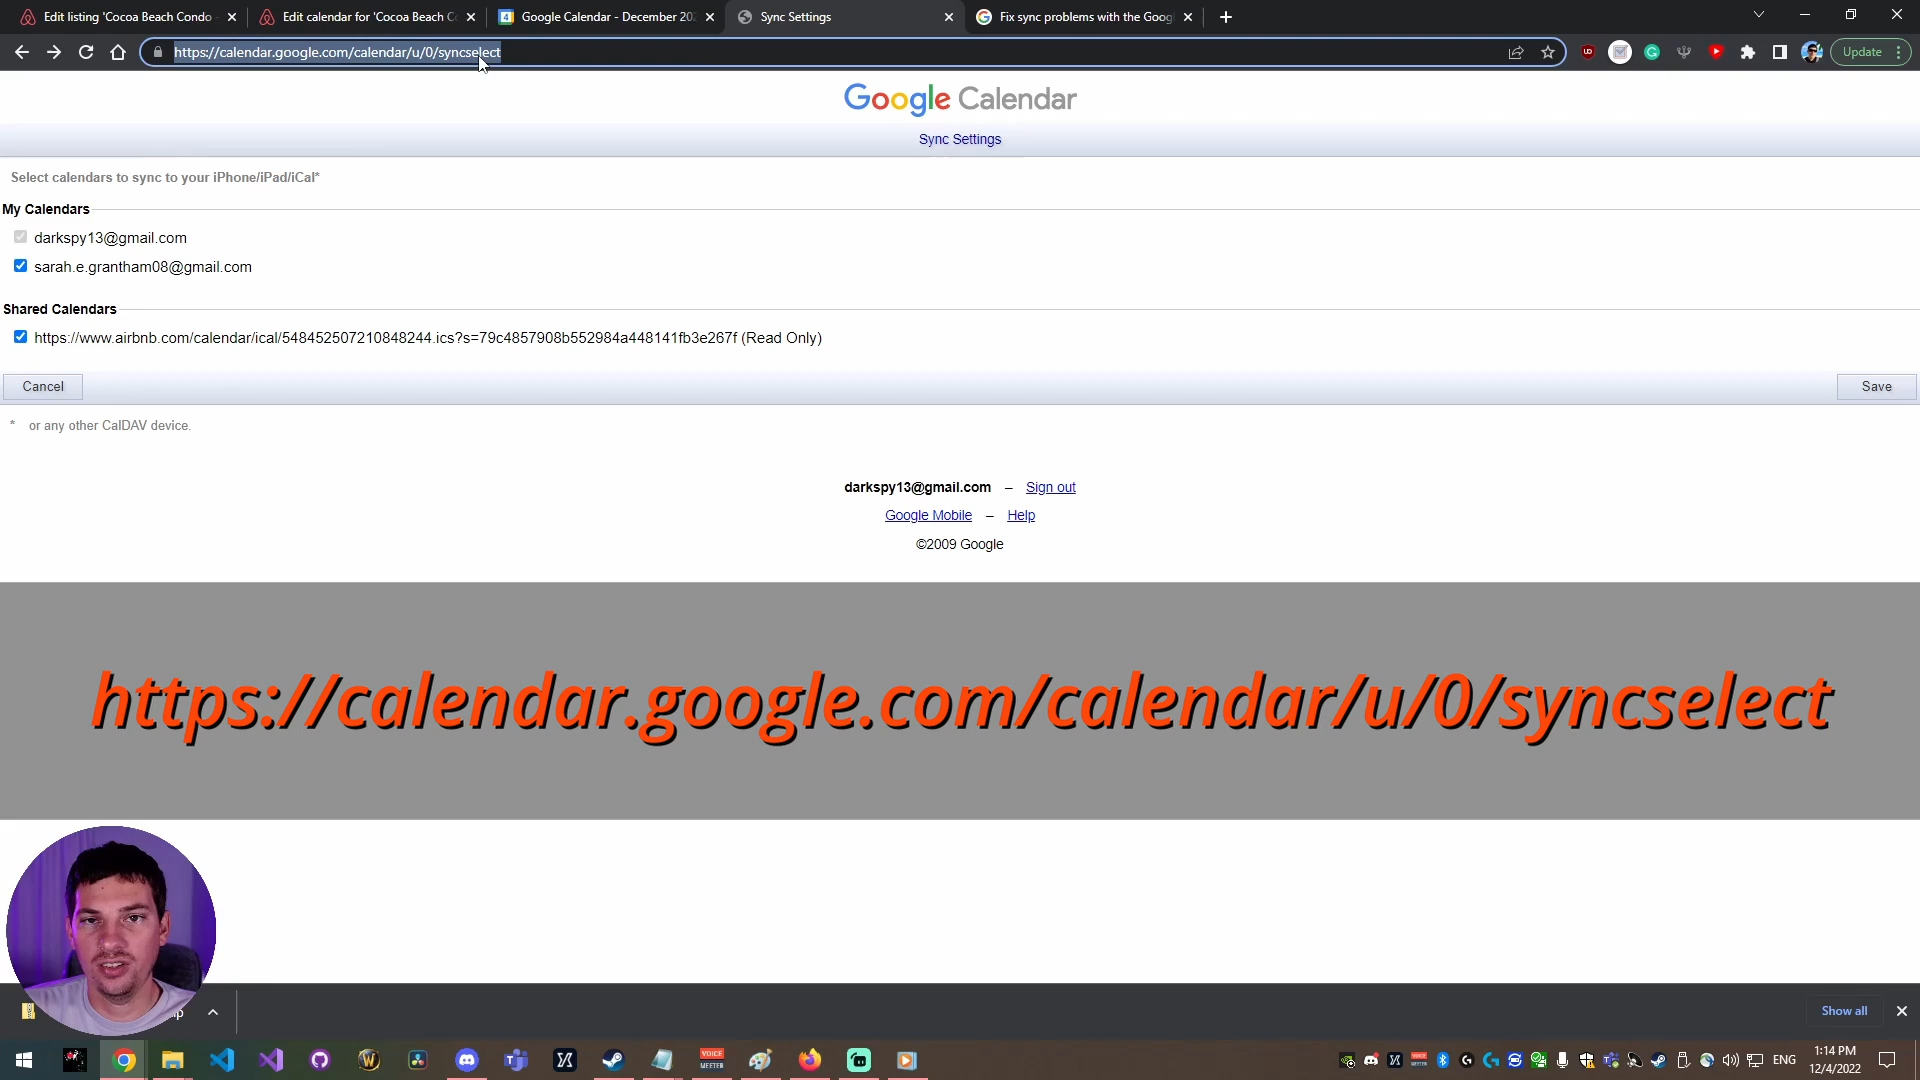 Edit listing 'Cocoa Beach Condo
Edit calendar for 'Cocoa Beach C
Google Calendar - December 202
Sync Settings
Fix sync problems with the Goog
https://calendar.google.com/calendar/u/0/syncselect
Update
Google Calendar
Sync Settings
Select calendars to sync to your iPhone/iPad/iCal*
My Calendars
darkspy13@gmail.com
sarah.e.grantham08@gmail.com
Shared Calendars
https://www.airbnb.com/calendar/ical/548452507210848244.ics?s=79c4857908b552984a448141fb3e267f (Read Only)
Cancel
Save
* or any other CalDAV device.
darkspy13@gmail.com – Sign out
Google Mobile – Help
©2009 Google
https://calendar.google.com/calendar/u/0/syncselect
Show all
VOICE
MEETER
ENG
1:14 PM
12/4/2022